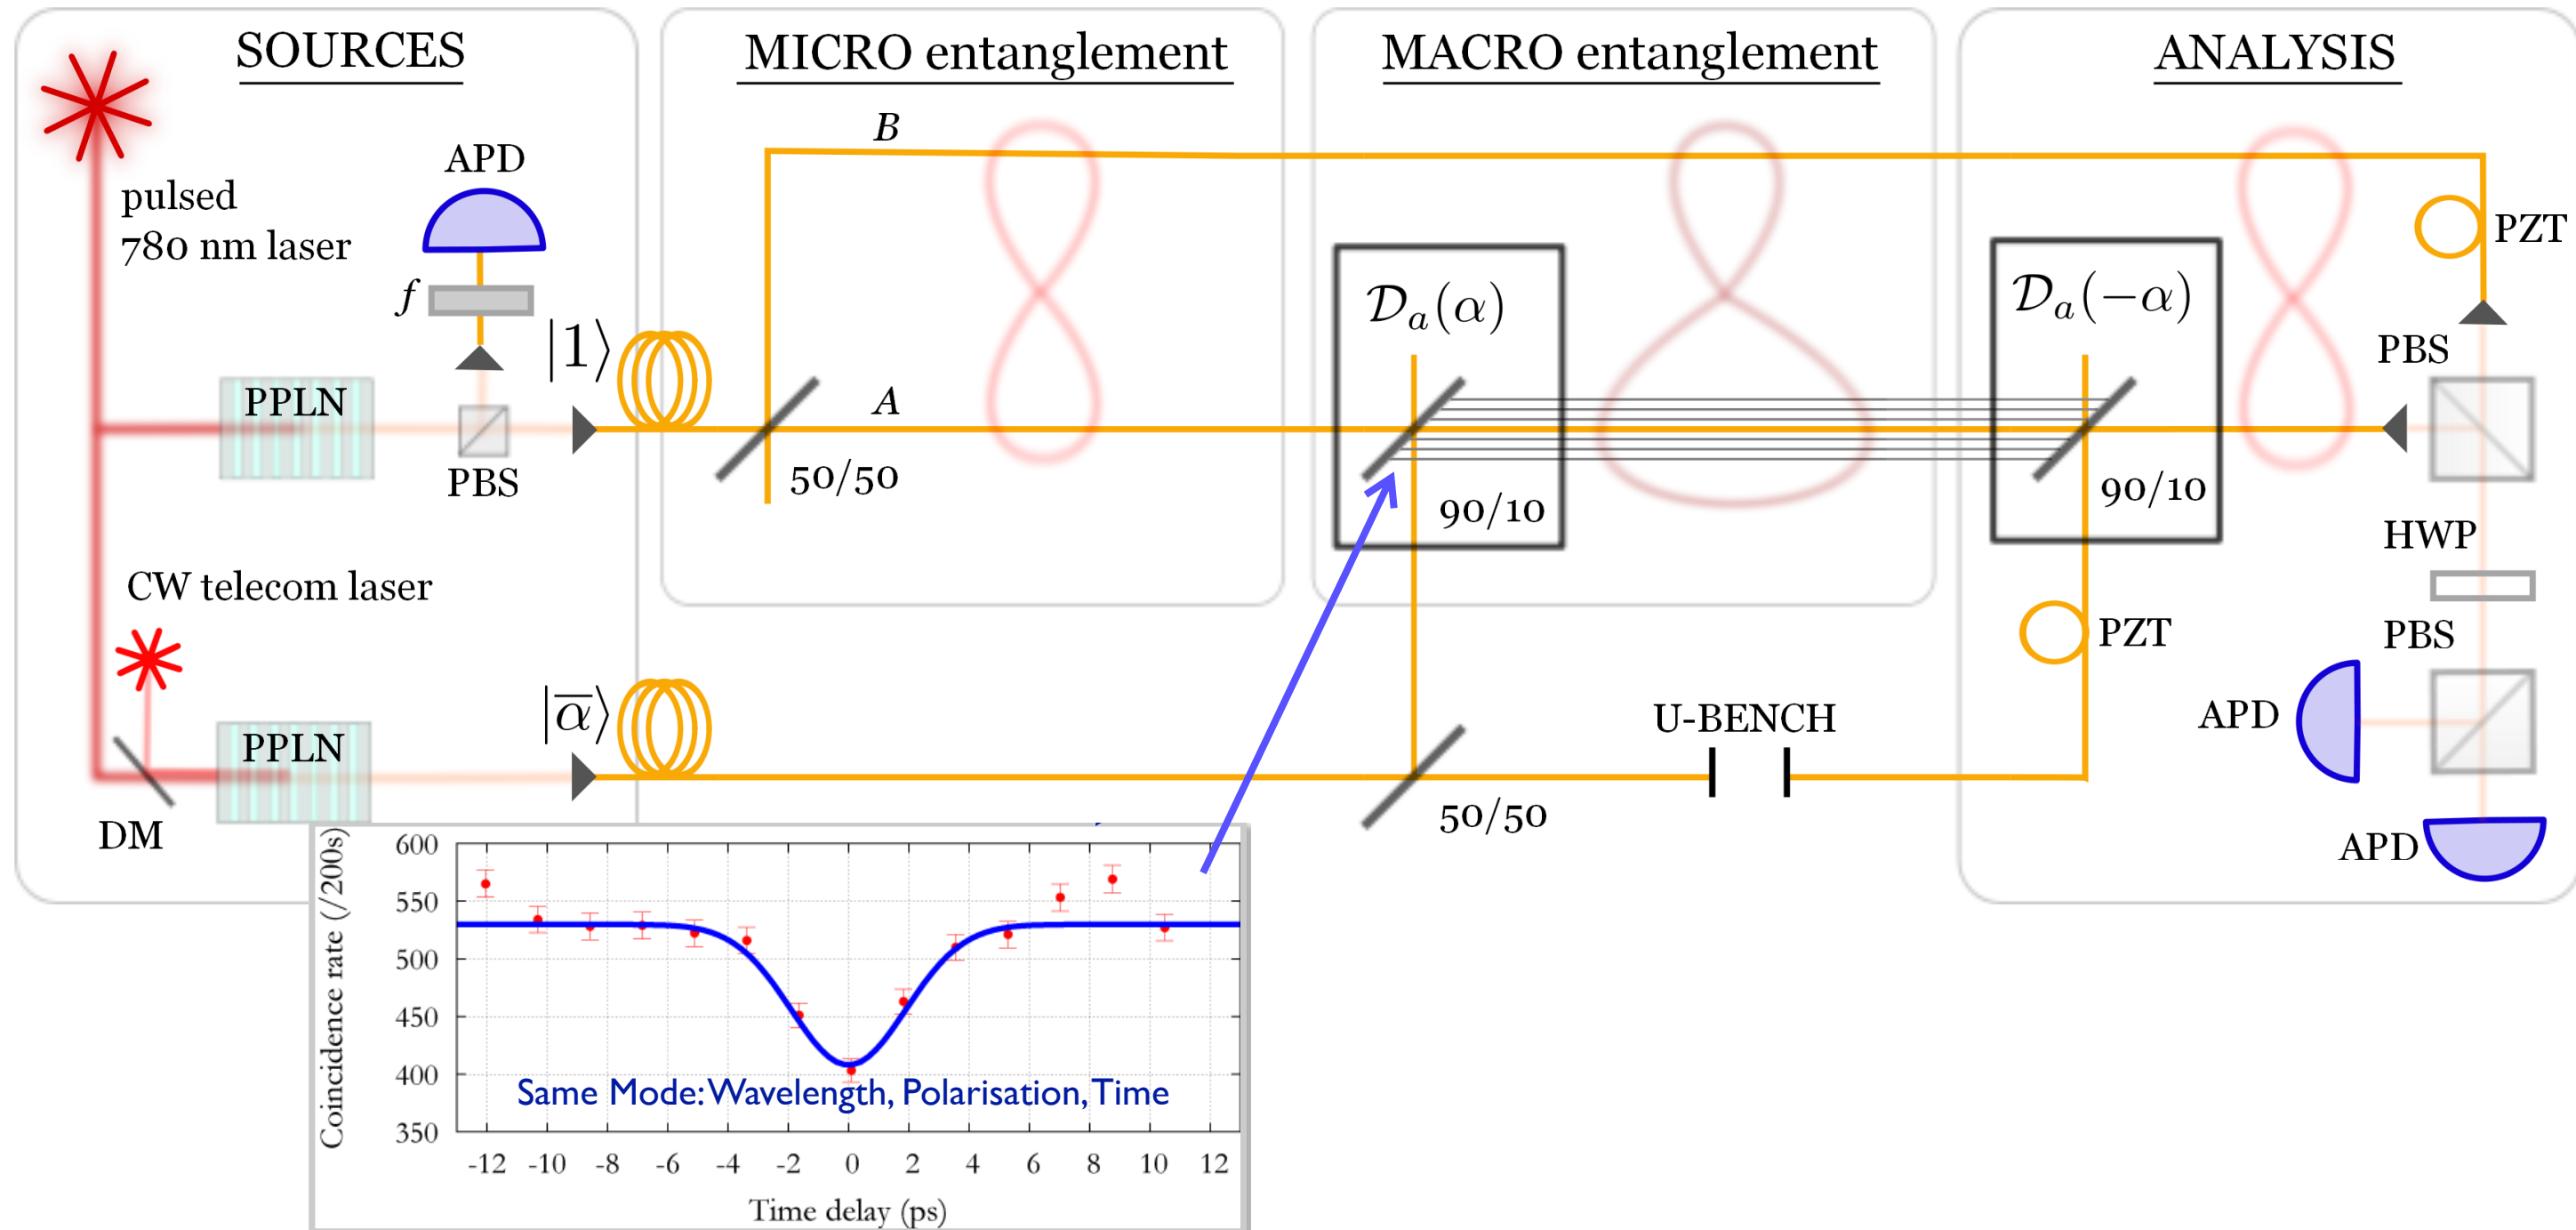 SOURCES
MICRO entanglement
MACRO entanglement
ANALYSIS
B
APD
pulsed
780 nm laser
f
PZT
𝒟ₐ(α)
𝒟ₐ(−α)
|1⟩
PBS
PPLN
A
PBS
50/50
90/10
90/10
HWP
CW telecom laser
PZT
PBS
|α̅⟩
APD
U-BENCH
PPLN
50/50
DM
APD
Coincidence rate (/200s)
600
550
500
450
400
350
Same Mode: Wavelength, Polarisation, Time
-12 -10 -8 -6 -4 -2 0 2 4 6 8 10 12
Time delay (ps)